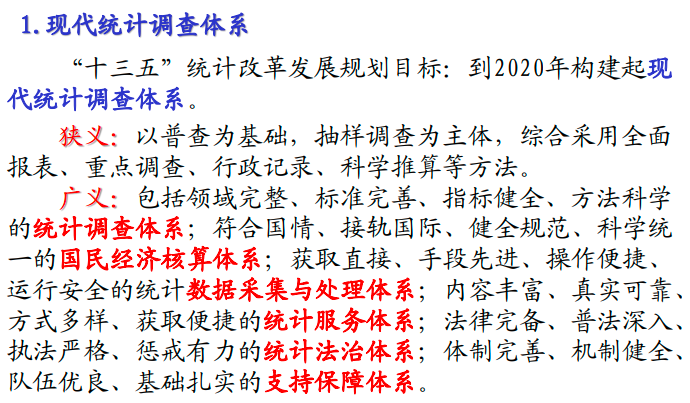 1. 现代统计调查体系
“十三五”统计改革发展规划目标：到2020年构建起现
代统计调查体系。
狭义：以普查为基础，抽样调查为主体，综合采用全面
报表、重点调查、行政记录、科学推算等方法。
广义：包括领域完整、标准完善、指标健全、方法科学
的统计调查体系；符合国情、接轨国际、健全规范、科学统
一的国民经济核算体系；获取直接、手段先进、操作便捷、
运行安全的统计数据采集与处理体系；内容丰富、真实可靠、
方式多样、获取便捷的统计服务体系；法律完备、普法深入、
执法严格、惩戒有力的统计法治体系；体制完善、机制健全、
队伍优良、基础扎实的支持保障体系。